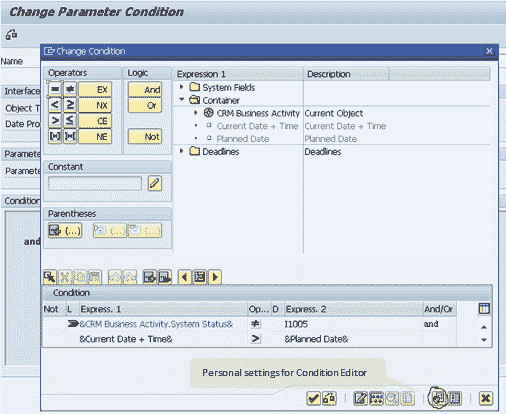 Change Parameter Condition
Name
Interface
Object T
Date Pro
Paramete
Paramete
Condition
and
Change Condition
Operators
Logic
Expression 1
Description
= ≠ EX
And
System Fields
< ≥ NX
Or
Container
> ≤ CE
CRM Business Activity
Current Object
NE
Not
Current Date + Time
Current Date + Time
Planned Date
Planned Date
Deadlines
Deadlines
Constant
Parentheses
(...)
(...)
(...)
Condition
Not L Express. 1 Op... D Express. 2 And/Or
&CRM Business Activity.System Status& ≠ I1005 and
&Current Date + Time& > &Planned Date&
Personal settings for Condition Editor